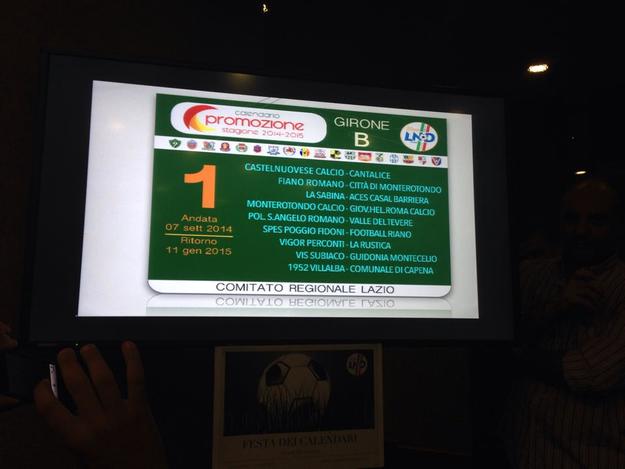 calendario
promozione
stagione 2014-2015
GIRONE
B
LND
1
Andata
07 sett 2014
Ritorno
11 gen 2015
CASTELNUOVESE CALCIO - CANTALICE
FIANO ROMANO - CITTÀ DI MONTEROTONDO
LA SABINA - ACES CASAL BARRIERA
MONTEROTONDO CALCIO - GIOV.HEL.ROMA CALCIO
POL. S.ANGELO ROMANO - VALLE DEL TEVERE
SPES POGGIO FIDONI - FOOTBALL RIANO
VIGOR PERCONTI - LA RUSTICA
VIS SUBIACO - GUIDONIA MONTECELIO
1952 VILLALBA - COMUNALE DI CAPENA
COMITATO REGIONALE LAZIO
LND
FESTA DEI CALENDARI